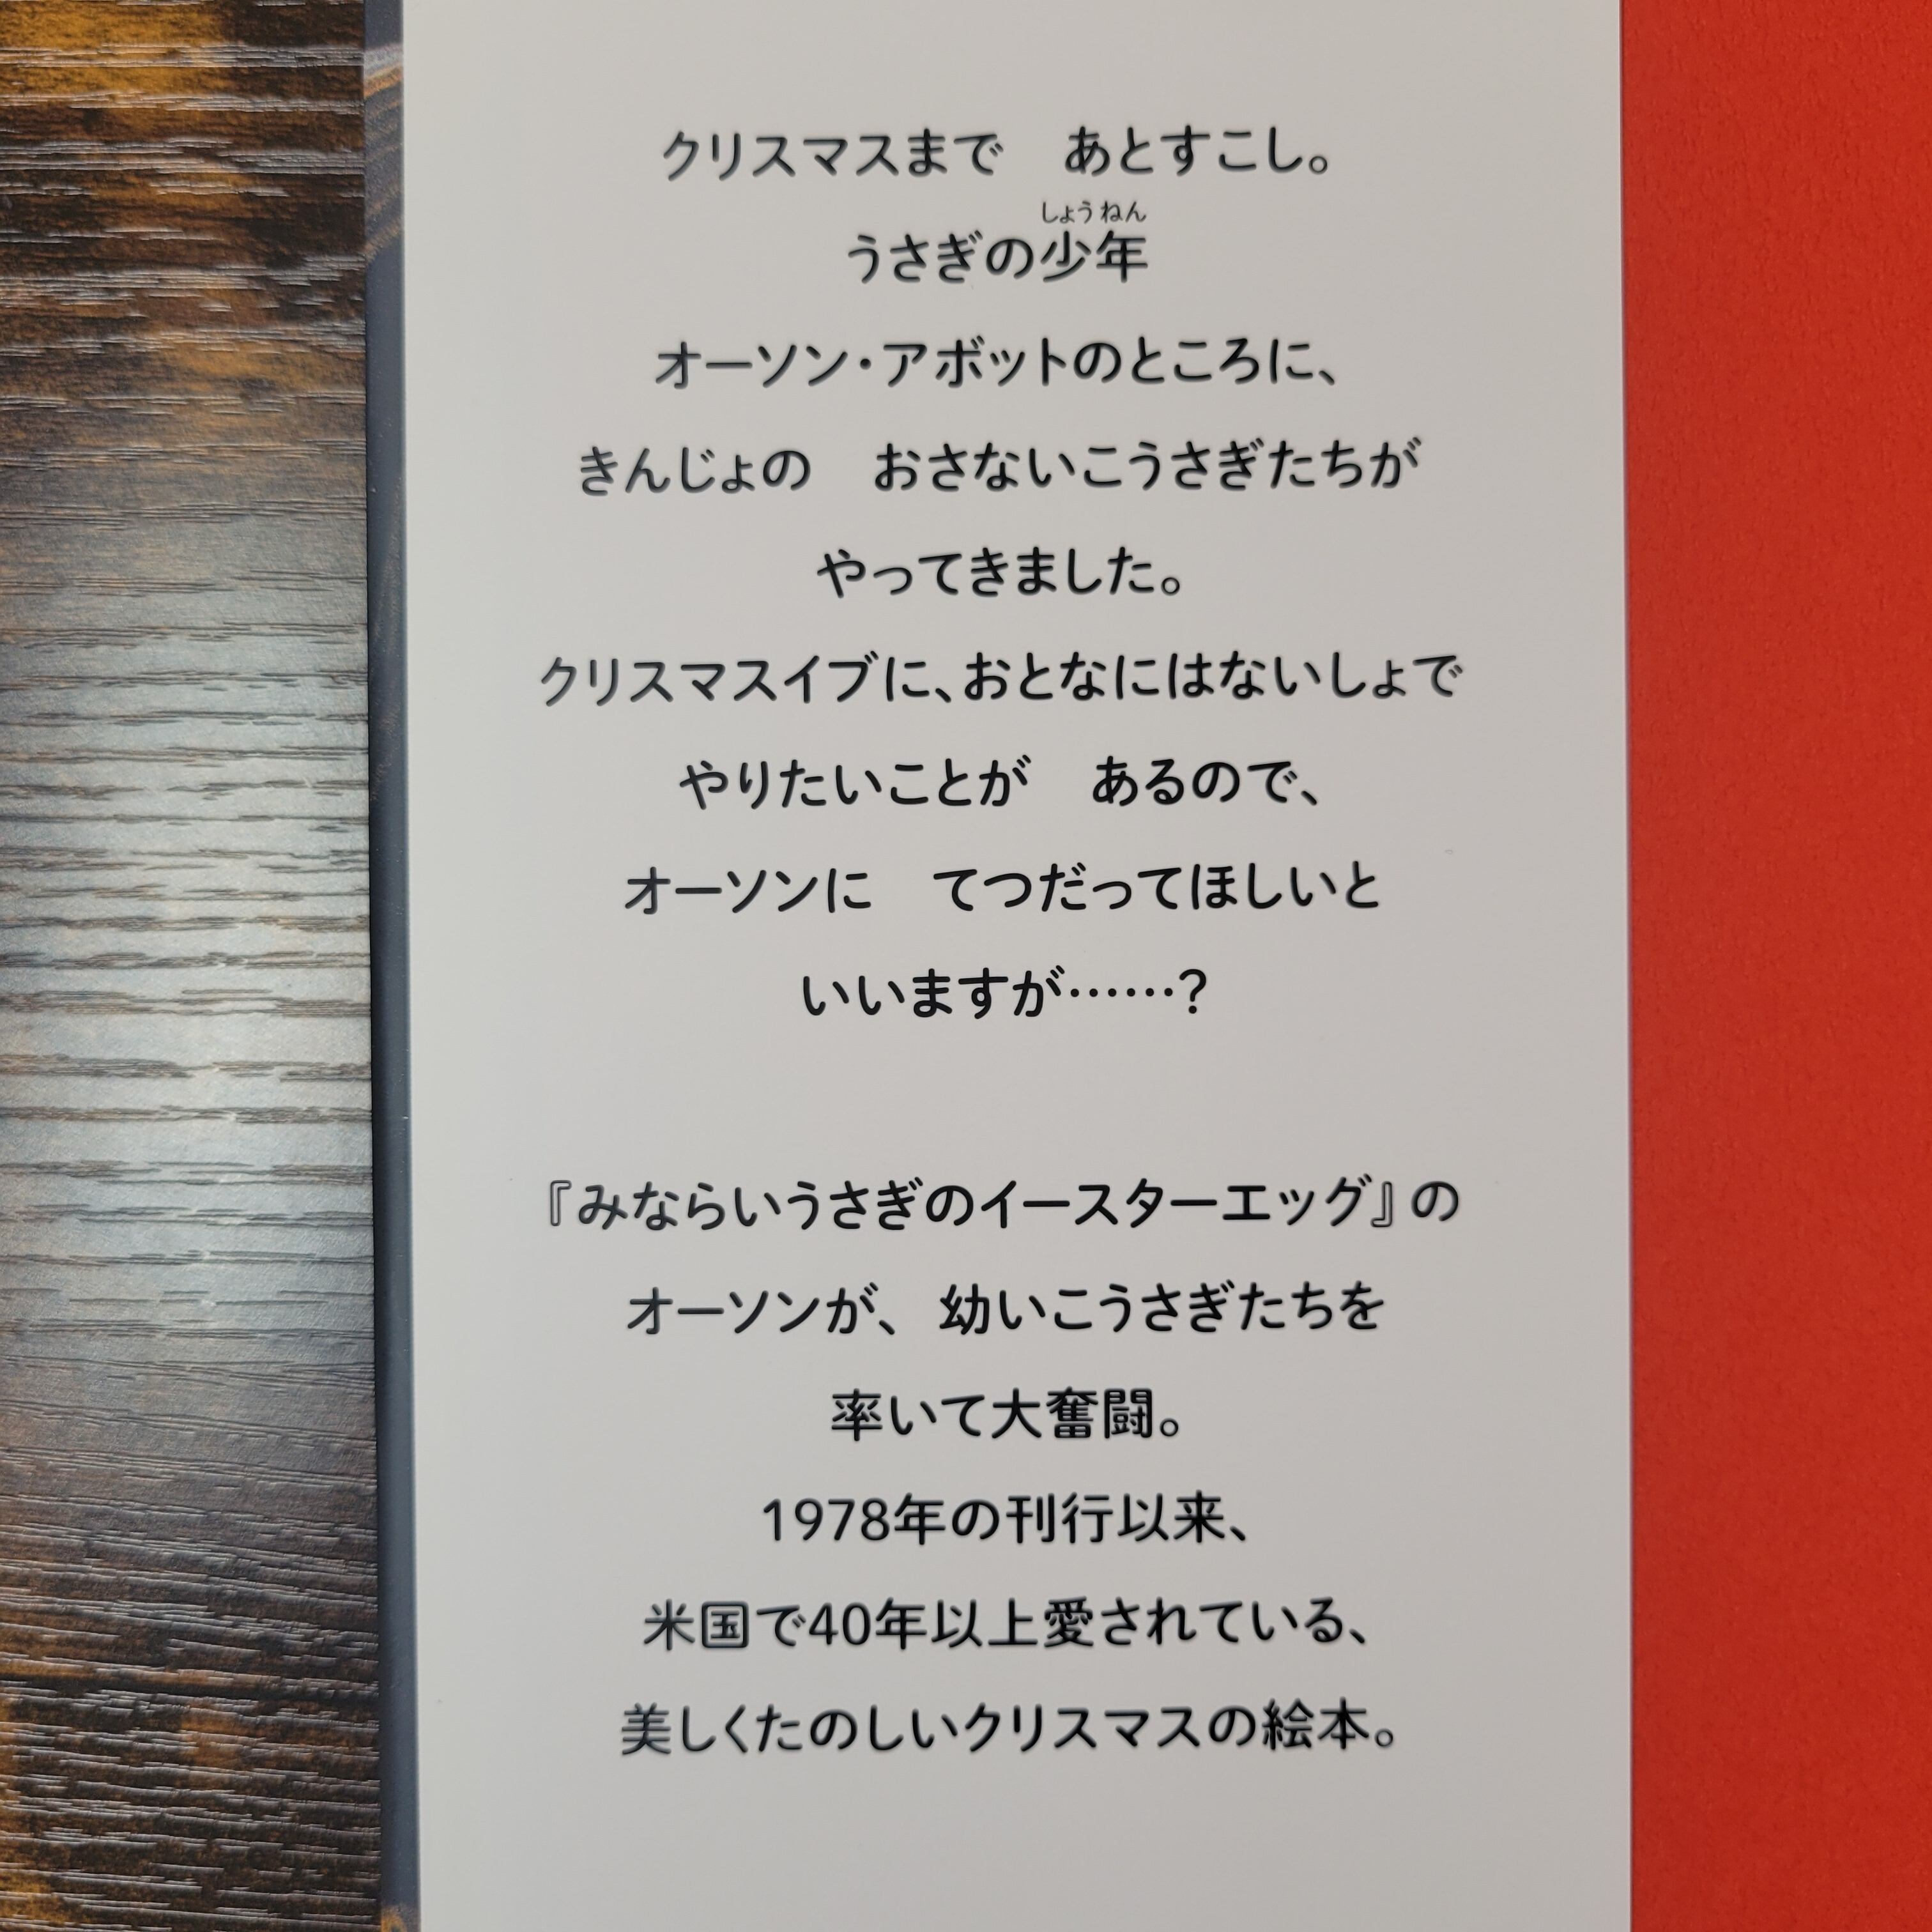 クリスマスまで　あとすこし。
しょうねん
うさぎの少年
オーソン・アボットのところに、
きんじょの　おさないこうさぎたちが
やってきました。
クリスマスイブに、おとなにはないしょで
やりたいことが　あるので、
オーソンに　てつだってほしいと
いいますが……?
『みならいうさぎのイースターエッグ』の
オーソンが、幼いこうさぎたちを
率いて大奮闘。
1978年の刊行以来、
米国で40年以上愛されている、
美しくたのしいクリスマスの絵本。